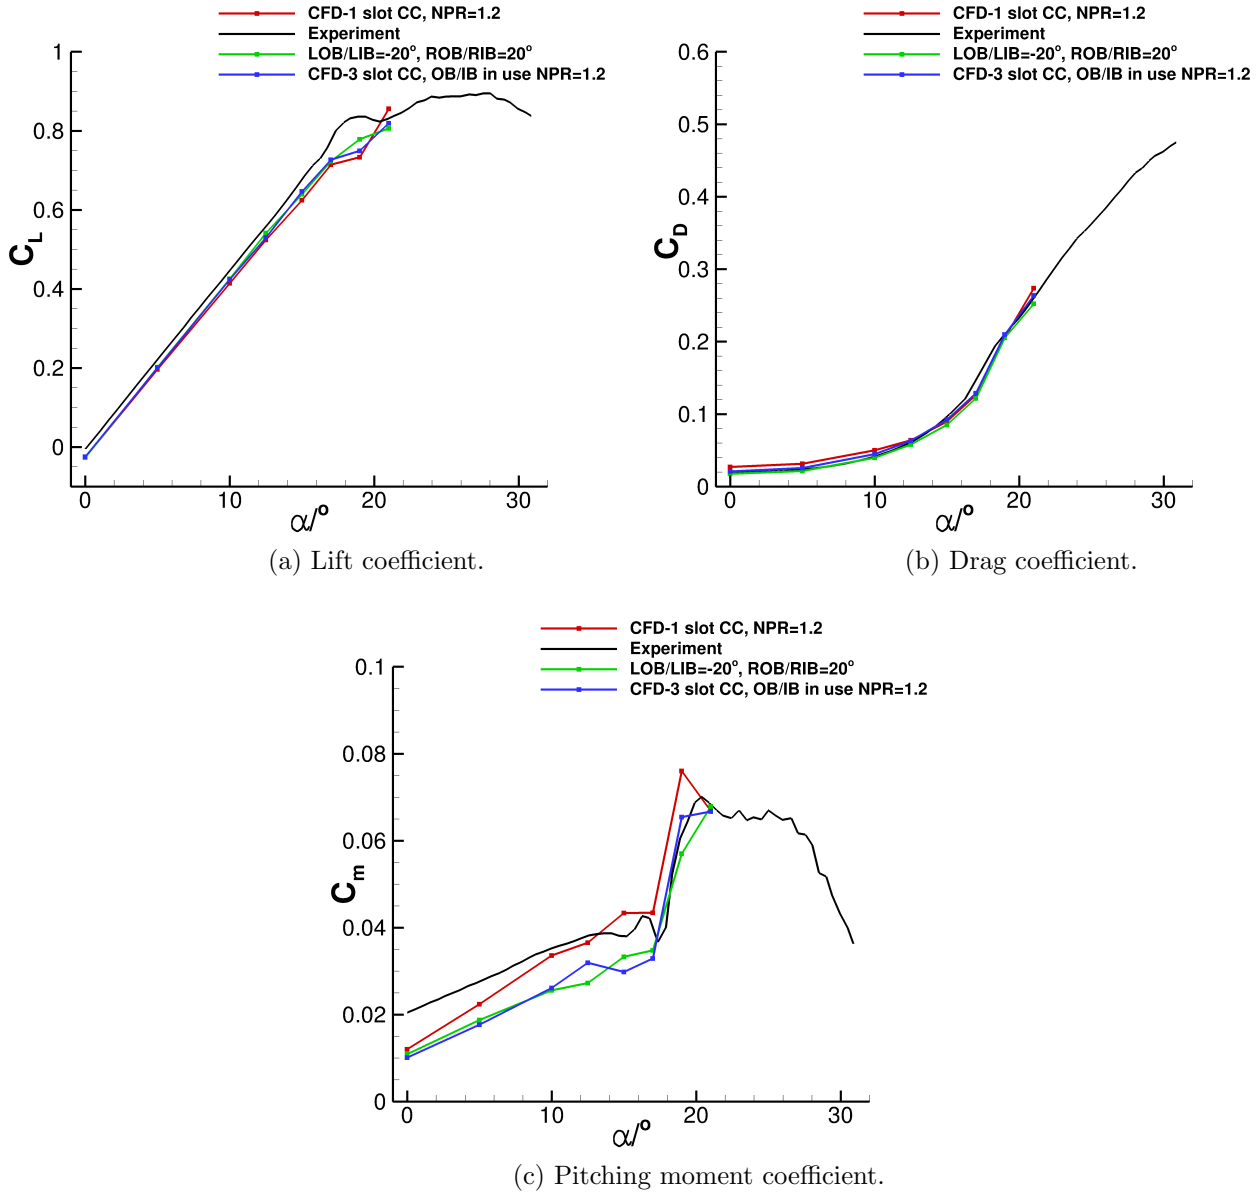 CFD-1 slot CC, NPR=1.2
Experiment
LOB/LIB=-20°, ROB/RIB=20°
CFD-3 slot CC, OB/IB in use NPR=1.2
1
0.8
0.6
0.4
0.2
0
C_L
0 10 20 30
α/°
(a) Lift coefficient.
CFD-1 slot CC, NPR=1.2
Experiment
LOB/LIB=-20°, ROB/RIB=20°
CFD-3 slot CC, OB/IB in use NPR=1.2
0.6
0.5
0.4
0.3
0.2
0.1
0
C_D
0 10 20 30
α/°
(b) Drag coefficient.
CFD-1 slot CC, NPR=1.2
Experiment
LOB/LIB=-20°, ROB/RIB=20°
CFD-3 slot CC, OB/IB in use NPR=1.2
0.1
0.08
0.06
0.04
0.02
0
C_m
0 10 20 30
α/°
(c) Pitching moment coefficient.